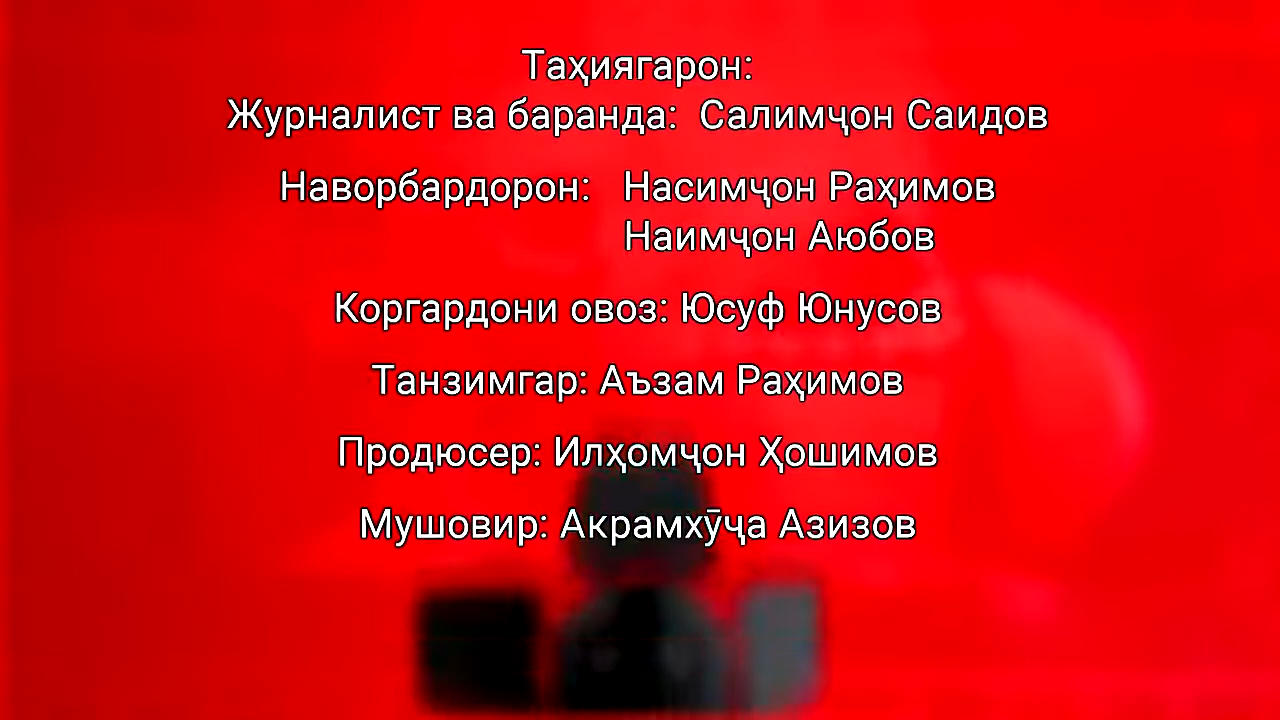 Таҳиягарон:
Журналист ва баранда: Салимҷон Саидов
Наворбардорон: Насимҷон Раҳимов
Наимҷон Аюбов
Коргардони овоз: Юсуф Юнусов
Танзимгар: Аъзам Раҳимов
Продюсер: Илҳомҷон Ҳошимов
Мушовир: Акрамхӯҷа Азизов